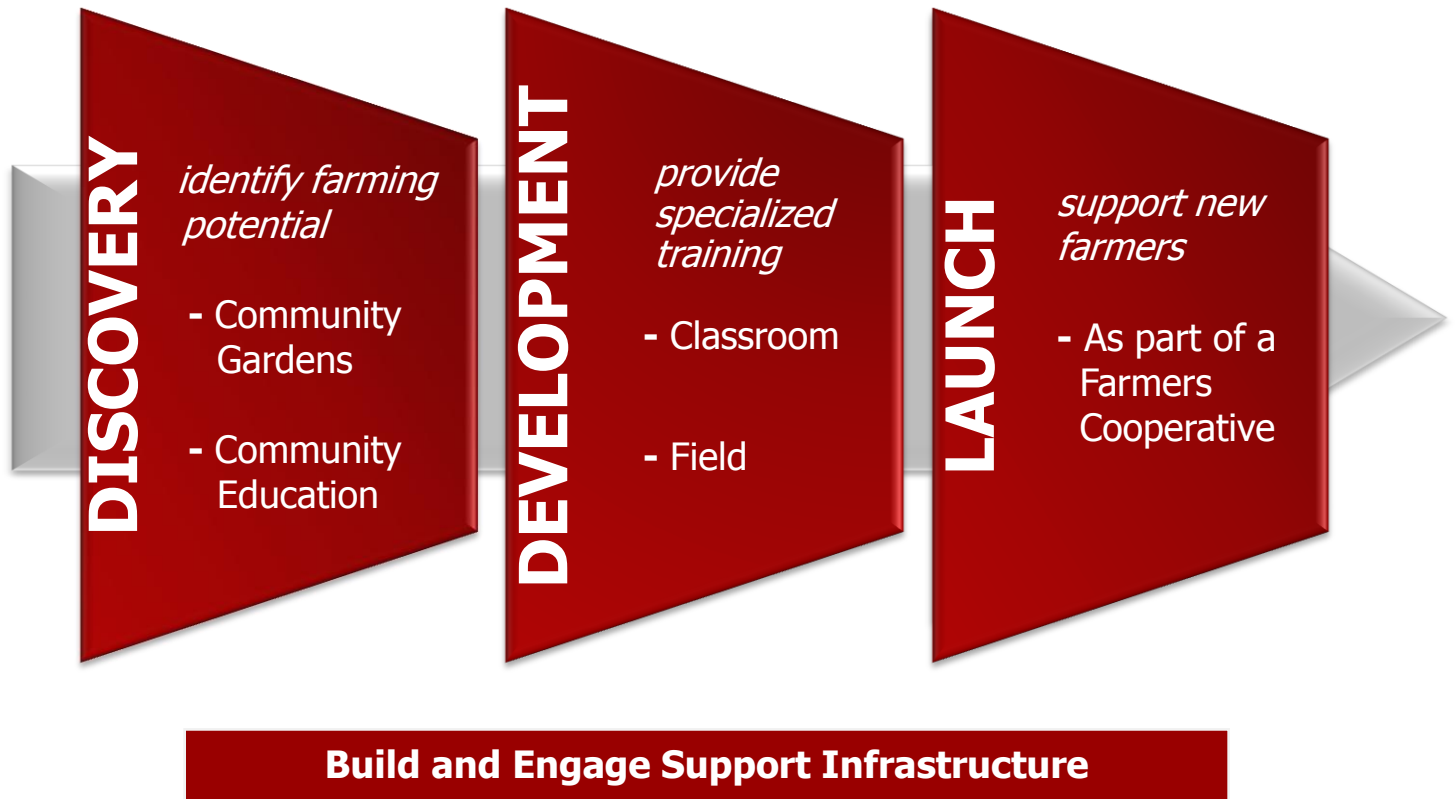 DISCOVERY
identify farming
potential
- Community
Gardens
- Community
Education
DEVELOPMENT
provide
specialized
training
- Classroom
- Field
LAUNCH
support new
farmers
- As part of a
Farmers
Cooperative
Build and Engage Support Infrastructure